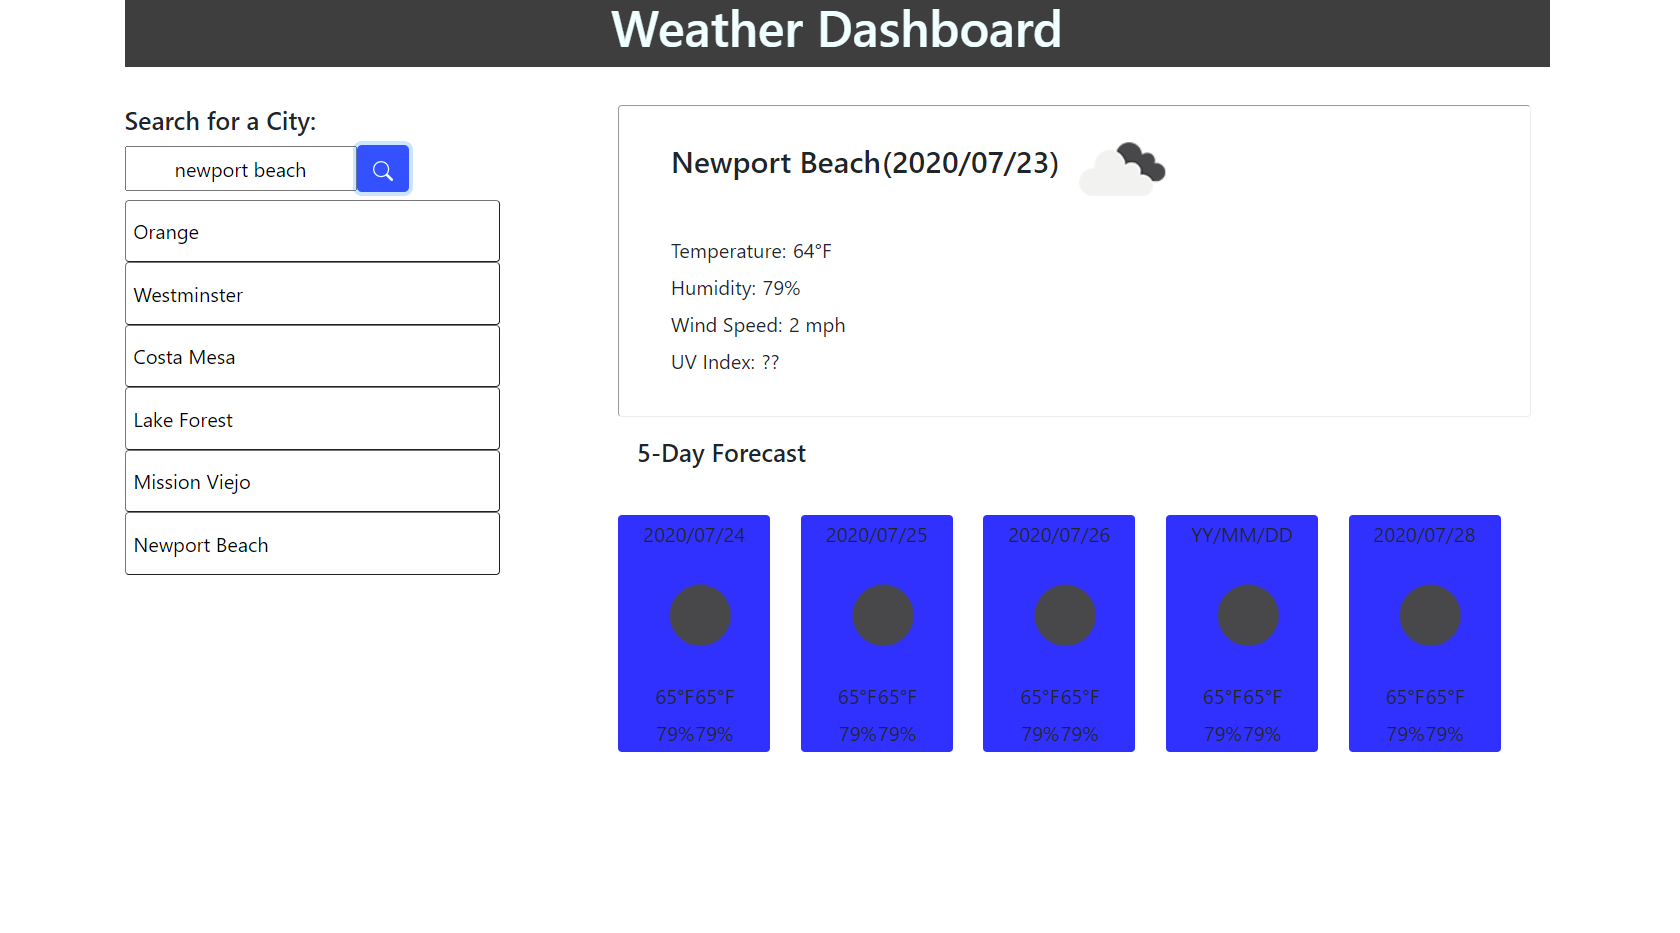 Weather Dashboard
Search for a City:
newport beach
Orange
Westminster
Costa Mesa
Lake Forest
Mission Viejo
Newport Beach
Newport Beach(2020/07/23)
Temperature: 64°F
Humidity: 79%
Wind Speed: 2 mph
UV Index: ??
5-Day Forecast
2020/07/24
65°F65°F
79%79%
2020/07/25
65°F65°F
79%79%
2020/07/26
65°F65°F
79%79%
YY/MM/DD
65°F65°F
79%79%
2020/07/28
65°F65°F
79%79%